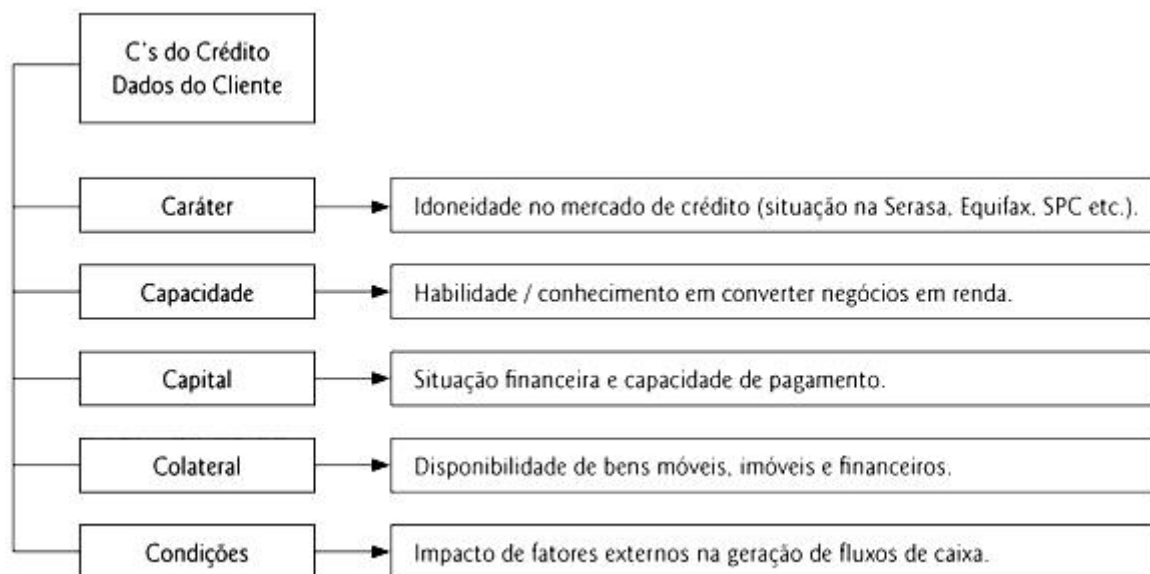 C's do Crédito
Dados do Cliente
Caráter
Idoneidade no mercado de crédito (situação na Serasa, Equifax, SPC etc.).
Capacidade
Habilidade / conhecimento em converter negócios em renda.
Capital
Situação financeira e capacidade de pagamento.
Colateral
Disponibilidade de bens móveis, imóveis e financeiros.
Condições
Impacto de fatores externos na geração de fluxos de caixa.